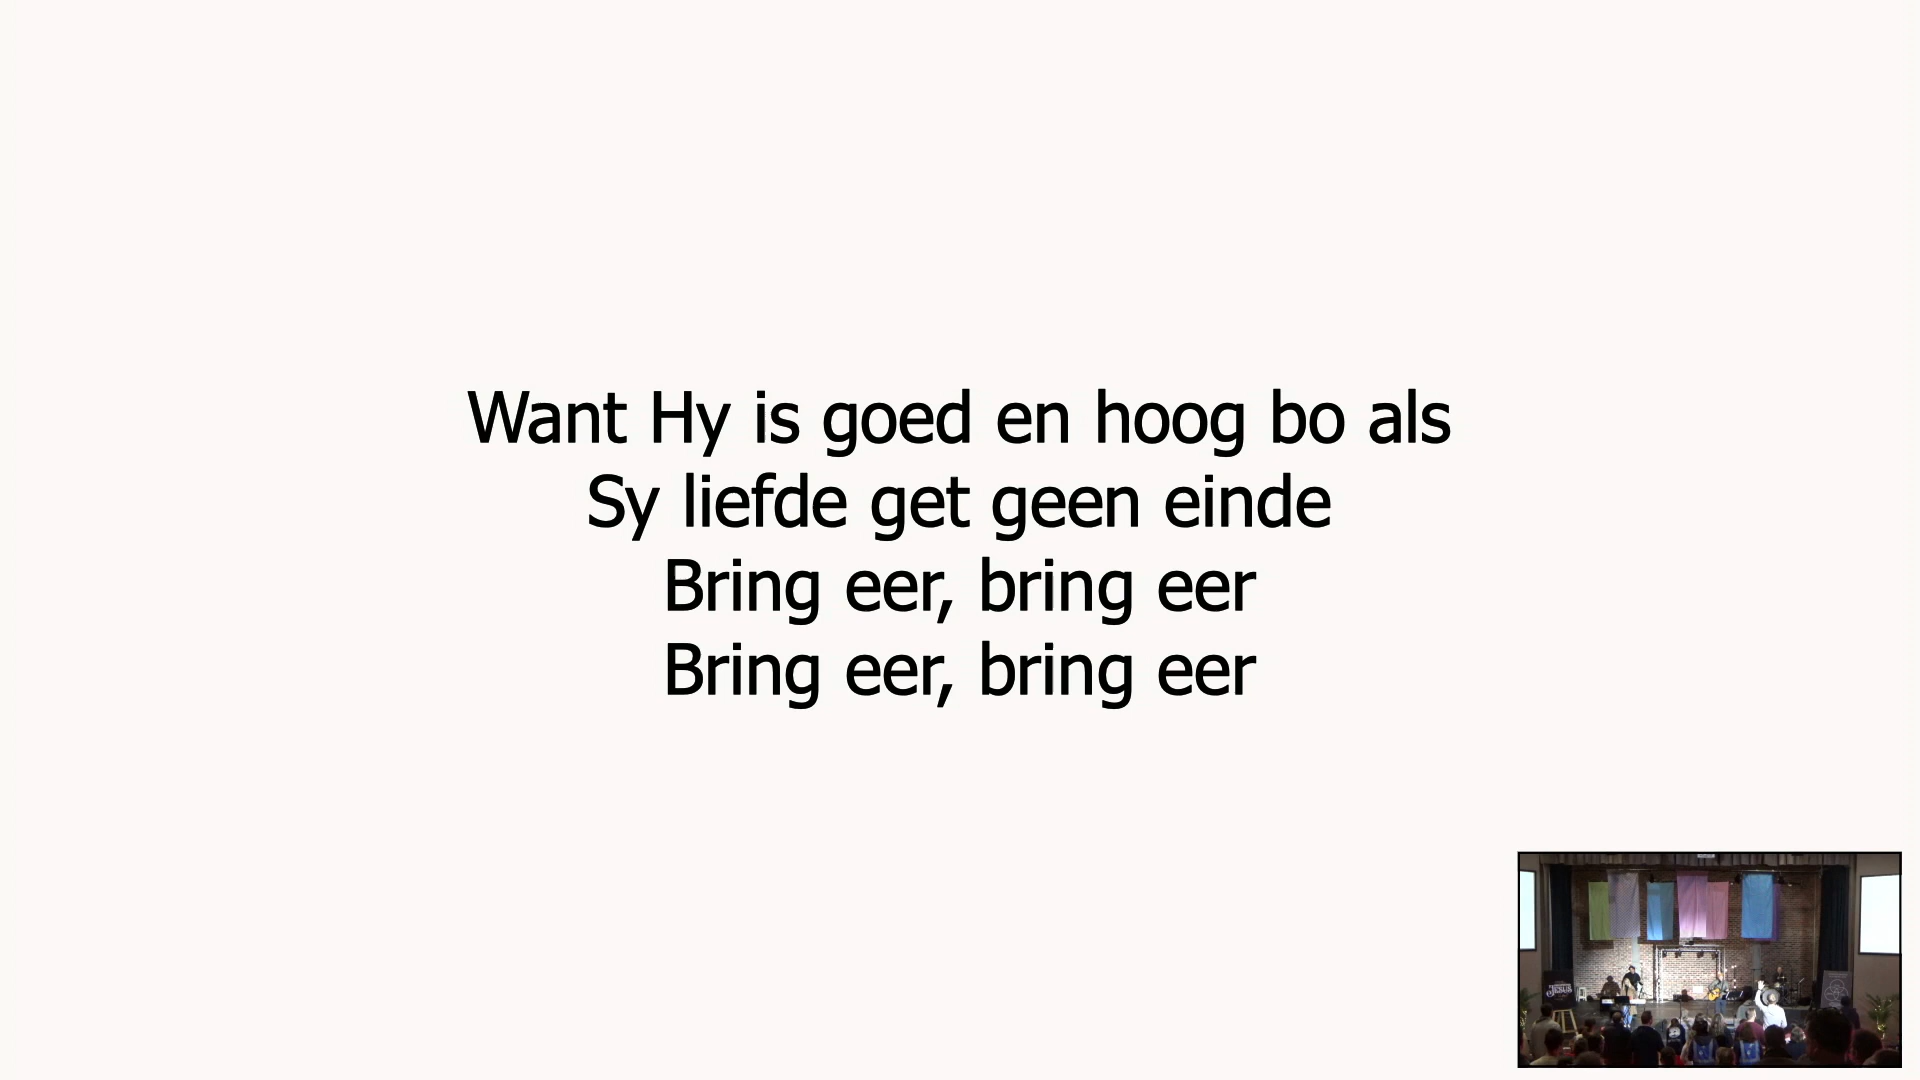 Want Hy is goed en hoog bo als
Sy liefde get geen einde
Bring eer, bring eer
Bring eer, bring eer
JESUS